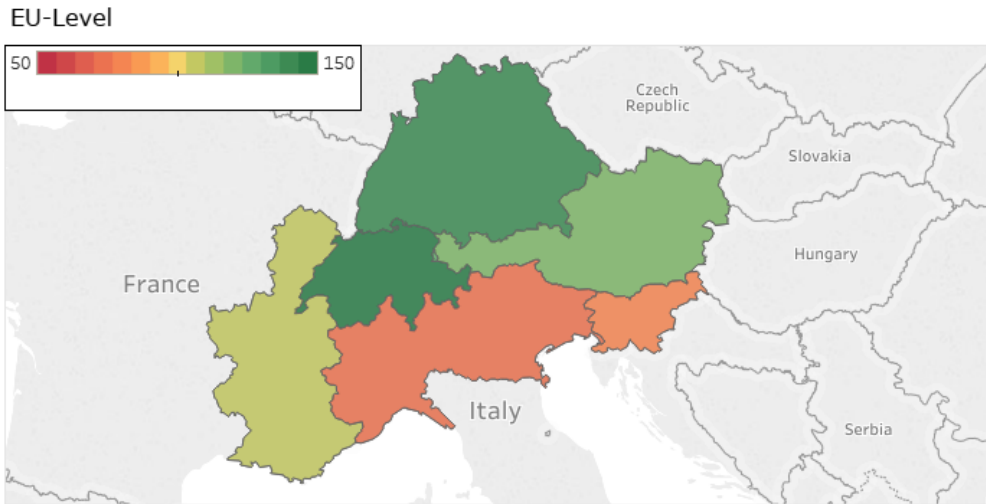 EU-Level
50
150
Czech
Republic
Slovakia
Hungary
France
Italy
Serbia